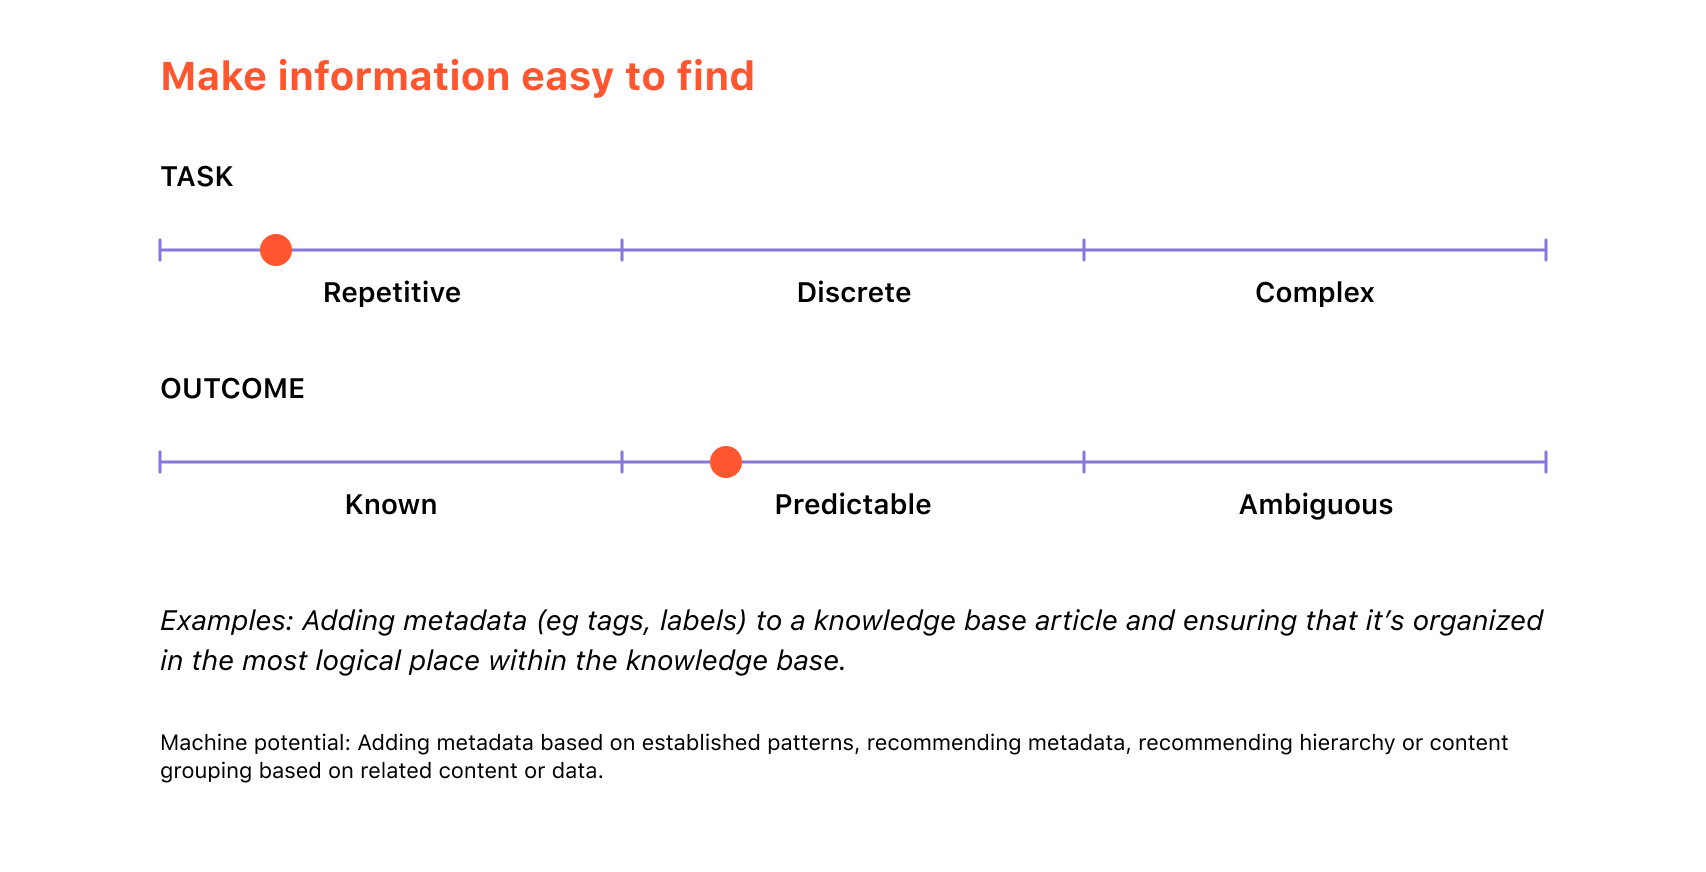 Make information easy to find
TASK
Repetitive
Discrete
Complex
OUTCOME
Known
Predictable
Ambiguous
Examples: Adding metadata (eg tags, labels) to a knowledge base article and ensuring that it’s organized
in the most logical place within the knowledge base.
Machine potential: Adding metadata based on established patterns, recommending metadata, recommending hierarchy or content
grouping based on related content or data.